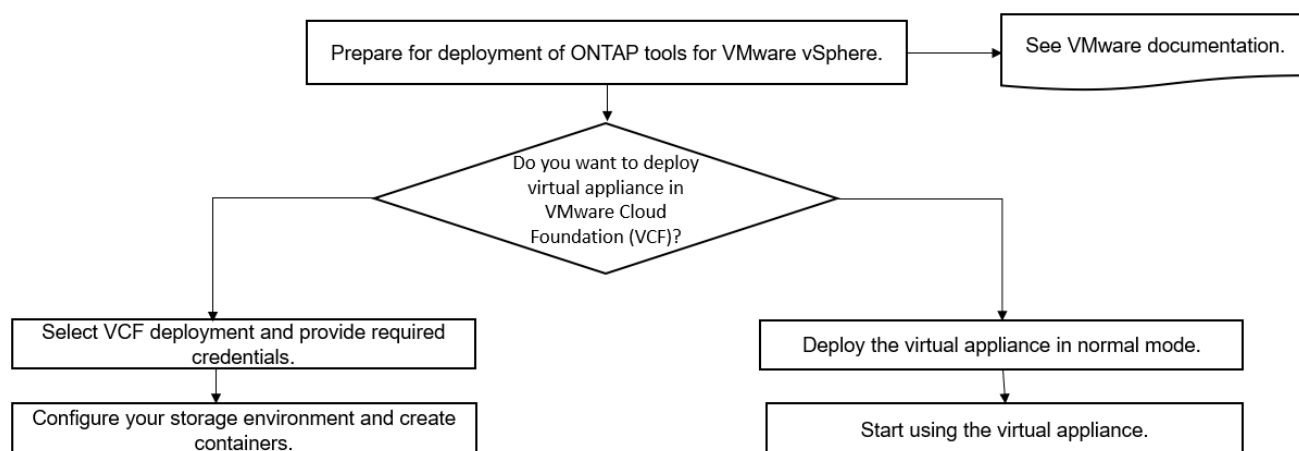 Prepare for deployment of ONTAP tools for VMware vSphere.
See VMware documentation.
Do you want to deploy
virtual appliance in
VMware Cloud
Foundation (VCF)?
Select VCF deployment and provide required
credentials.
Deploy the virtual appliance in normal mode.
Configure your storage environment and create
containers.
Start using the virtual appliance.